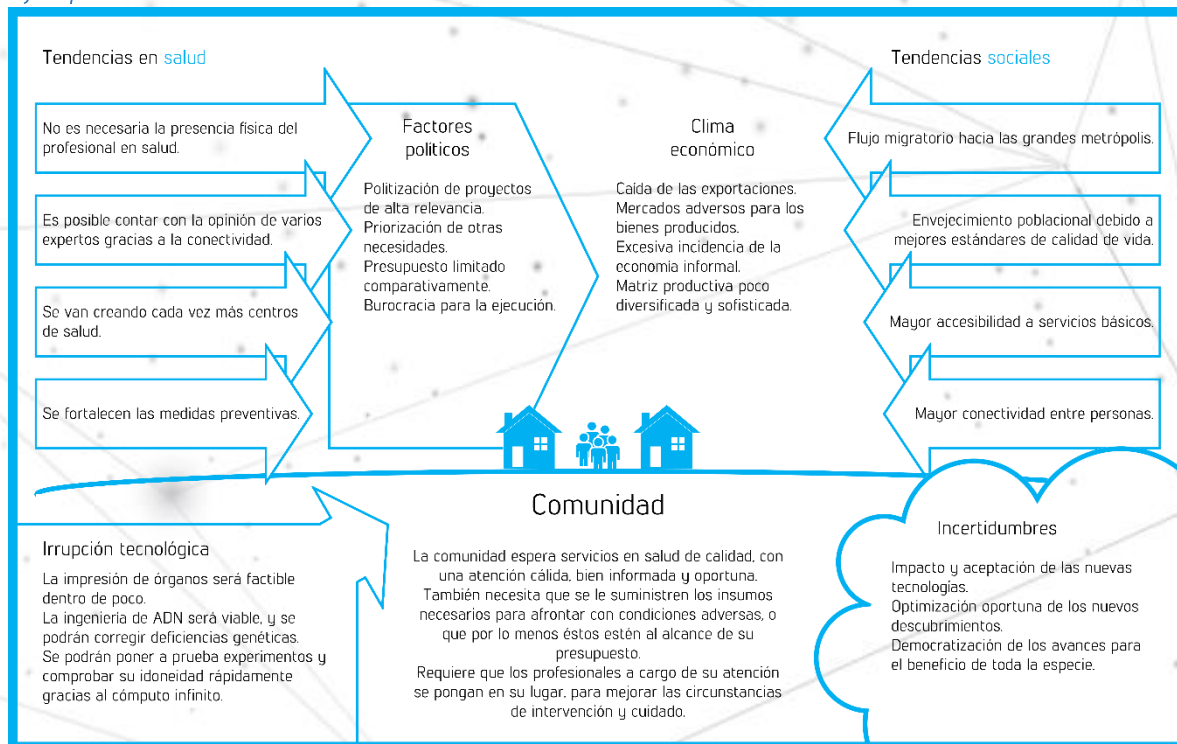 Tendencias en salud
No es necesaria la presencia física del
profesional en salud.
Es posible contar con la opinión de varios
expertos gracias a la conectividad.
Se van creando cada vez más centros
de salud.
Se fortalecen las medidas preventivas.
Factores
políticos
Politización de proyectos
de alta relevancia.
Priorización de otras
necesidades.
Presupuesto limitado
comparativamente.
Burocracia para la ejecución.
Clima
económico
Caída de las exportaciones.
Mercados adversos para los
bienes producidos.
Excesiva incidencia de la
economía informal.
Matriz productiva poco
diversificada y sofisticada.
Tendencias sociales
Flujo migratorio hacia las grandes metrópolis.
Envejecimiento poblacional debido a
mejores estándares de calidad de vida.
Mayor accesibilidad a servicios básicos.
Mayor conectividad entre personas.
Irrupción tecnológica
La impresión de órganos será factible
dentro de poco.
La ingeniería de ADN será viable, y se
podrán corregir deficiencias genéticas.
Se podrán poner a prueba experimentos y
comprobar su idoneidad rápidamente
gracias al cómputo infinito.
Comunidad
La comunidad espera servicios en salud de calidad, con
una atención cálida, bien informada y oportuna.
También necesita que se le suministren los insumos
necesarios para afrontar con condiciones adversas, o
que por lo menos éstos estén al alcance de su
presupuesto.
Requiere que los profesionales a cargo de su atención
se pongan en su lugar, para mejorar las circunstancias
de intervención y cuidado.
Incertidumbres
Impacto y aceptación de las nuevas
tecnologías.
Optimización oportuna de los nuevos
descubrimientos.
Democratización de los avances para
el beneficio de toda la especie.